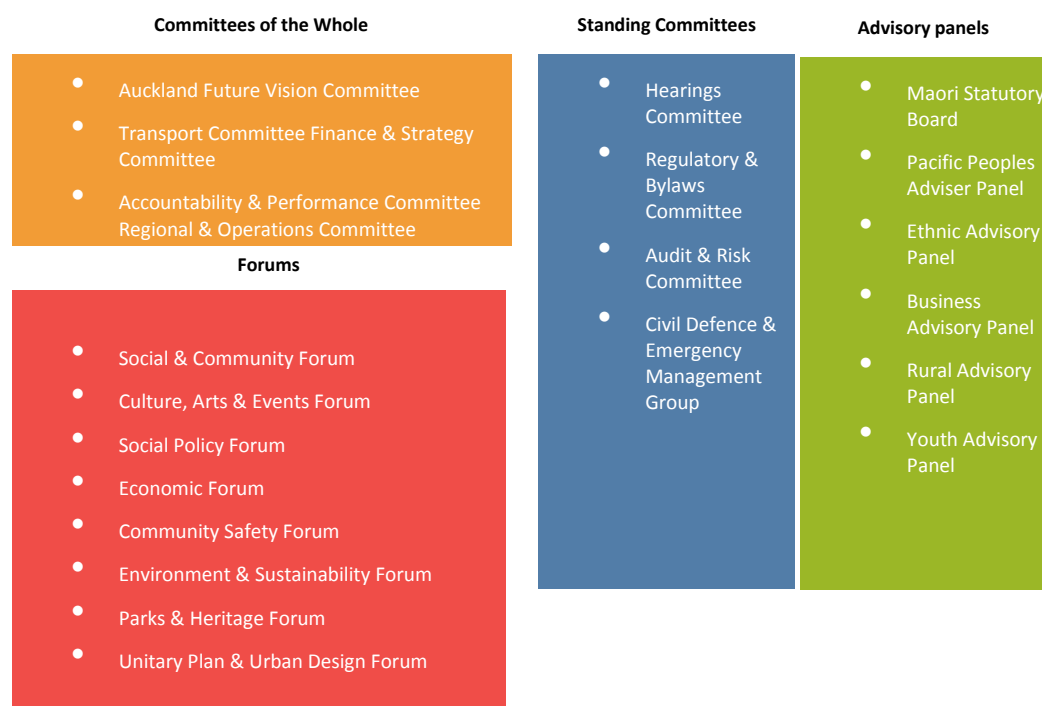 Committees of the Whole
• Auckland Future Vision Committee
• Transport Committee Finance & Strategy
Committee
• Accountability & Performance Committee
Regional & Operations Committee
Forums
• Social & Community Forum
• Culture, Arts & Events Forum
• Social Policy Forum
• Economic Forum
• Community Safety Forum
• Environment & Sustainability Forum
• Parks & Heritage Forum
• Unitary Plan & Urban Design Forum
Standing Committees
• Hearings
Committee
• Regulatory &
Bylaws
Committee
• Audit & Risk
Committee
• Civil Defence &
Emergency
Management
Group
Advisory panels
• Maori Statutory
Board
• Pacific Peoples
Adviser Panel
• Ethnic Advisory
Panel
• Business
Advisory Panel
• Rural Advisory
Panel
• Youth Advisory
Panel